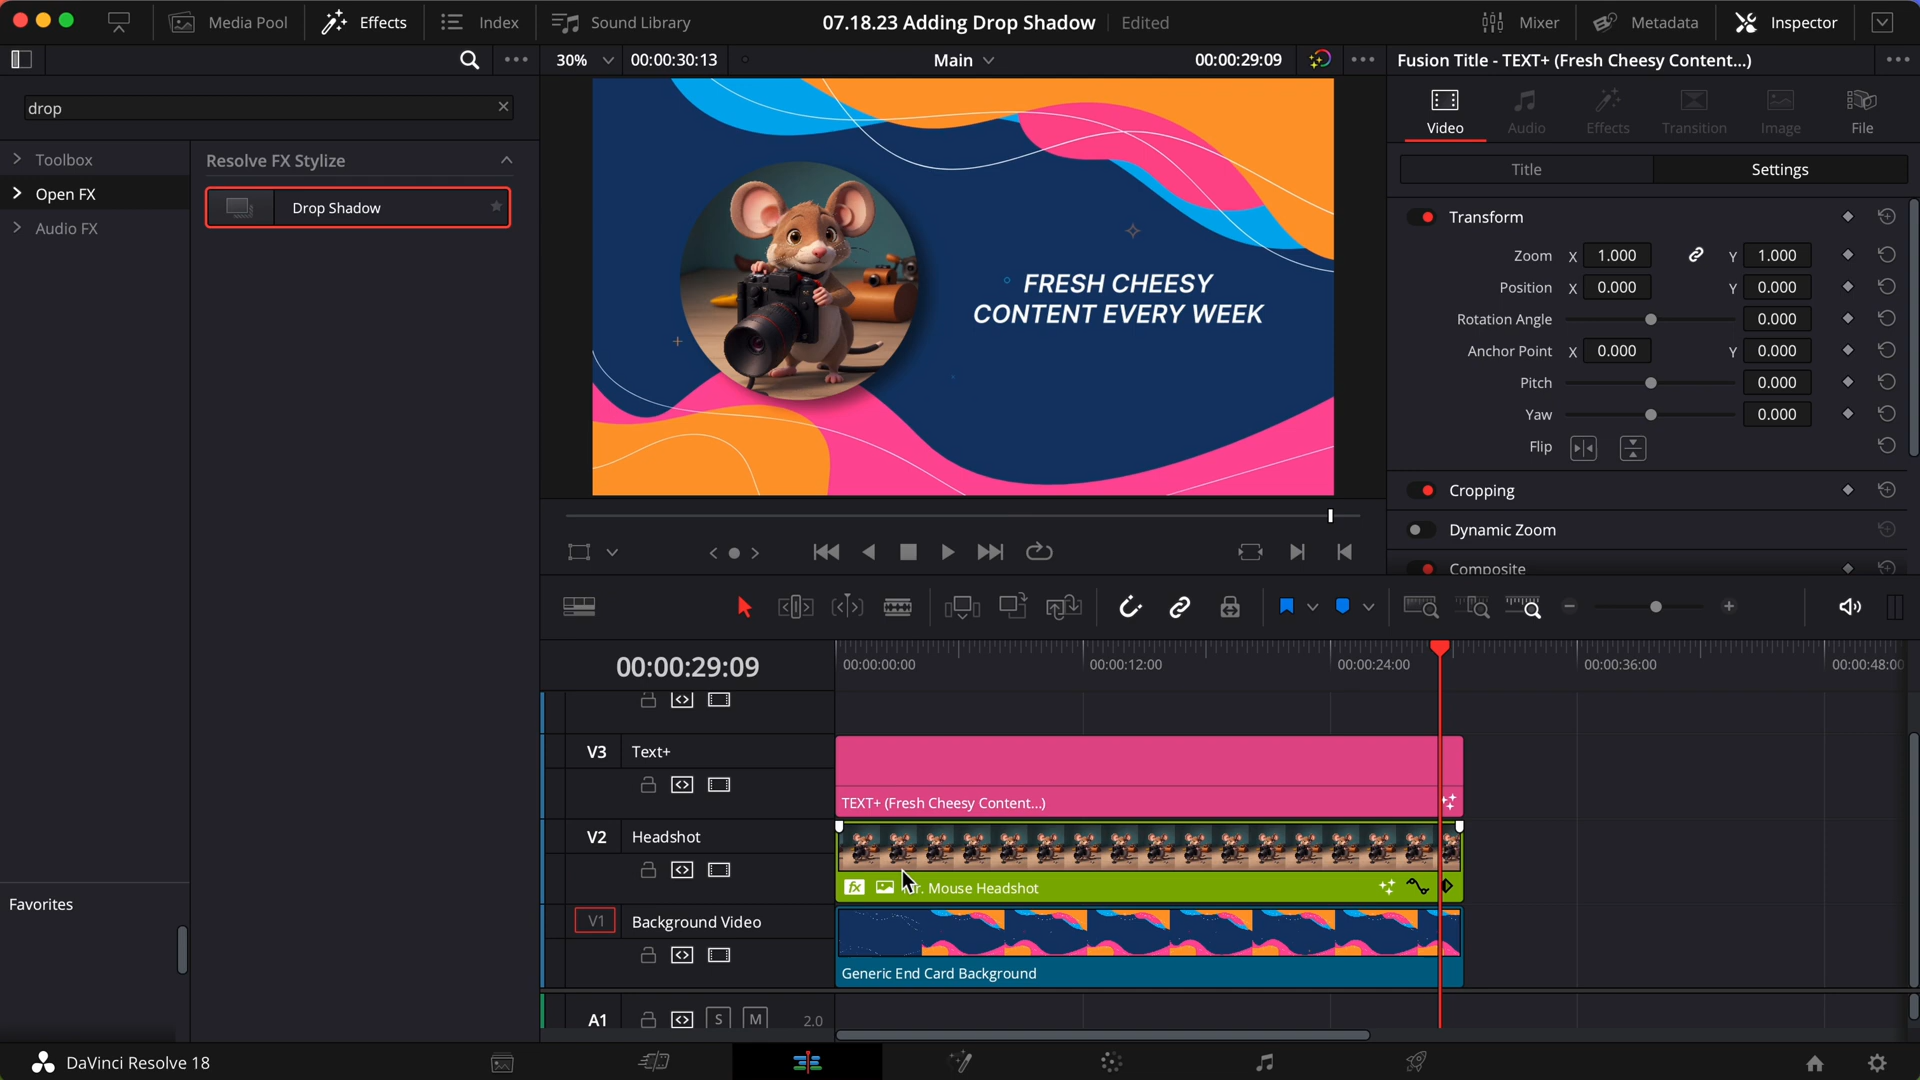 Media Pool
Effects
Index
Sound Library
07.18.23 Adding Drop Shadow
Edited
Mixer
Metadata
Inspector
30%
00:00:30:13
Main
00:00:29:09
Fusion Title - TEXT+ (Fresh Cheesy Content...)
drop
Video
Audio
Effects
Transition
Image
File
Toolbox
Open FX
Audio FX
Resolve FX Stylize
Drop Shadow
Title
Settings
Transform
Zoom X 1.000 Y 1.000
Position X 0.000 Y 0.000
Rotation Angle 0.000
Anchor Point X 0.000 Y 0.000
Pitch 0.000
Yaw 0.000
Flip
Cropping
Dynamic Zoom
Composite
FRESH CHEESY
CONTENT EVERY WEEK
00:00:29:09
00:00:00:00
00:00:12:00
00:00:24:00
00:00:36:00
00:00:48:00
V3 Text+
TEXT+ (Fresh Cheesy Content...)
V2 Headshot
fx
Mouse Headshot
V1 Background Video
Generic End Card Background
A1 S M 2.0
Favorites
DaVinci Resolve 18